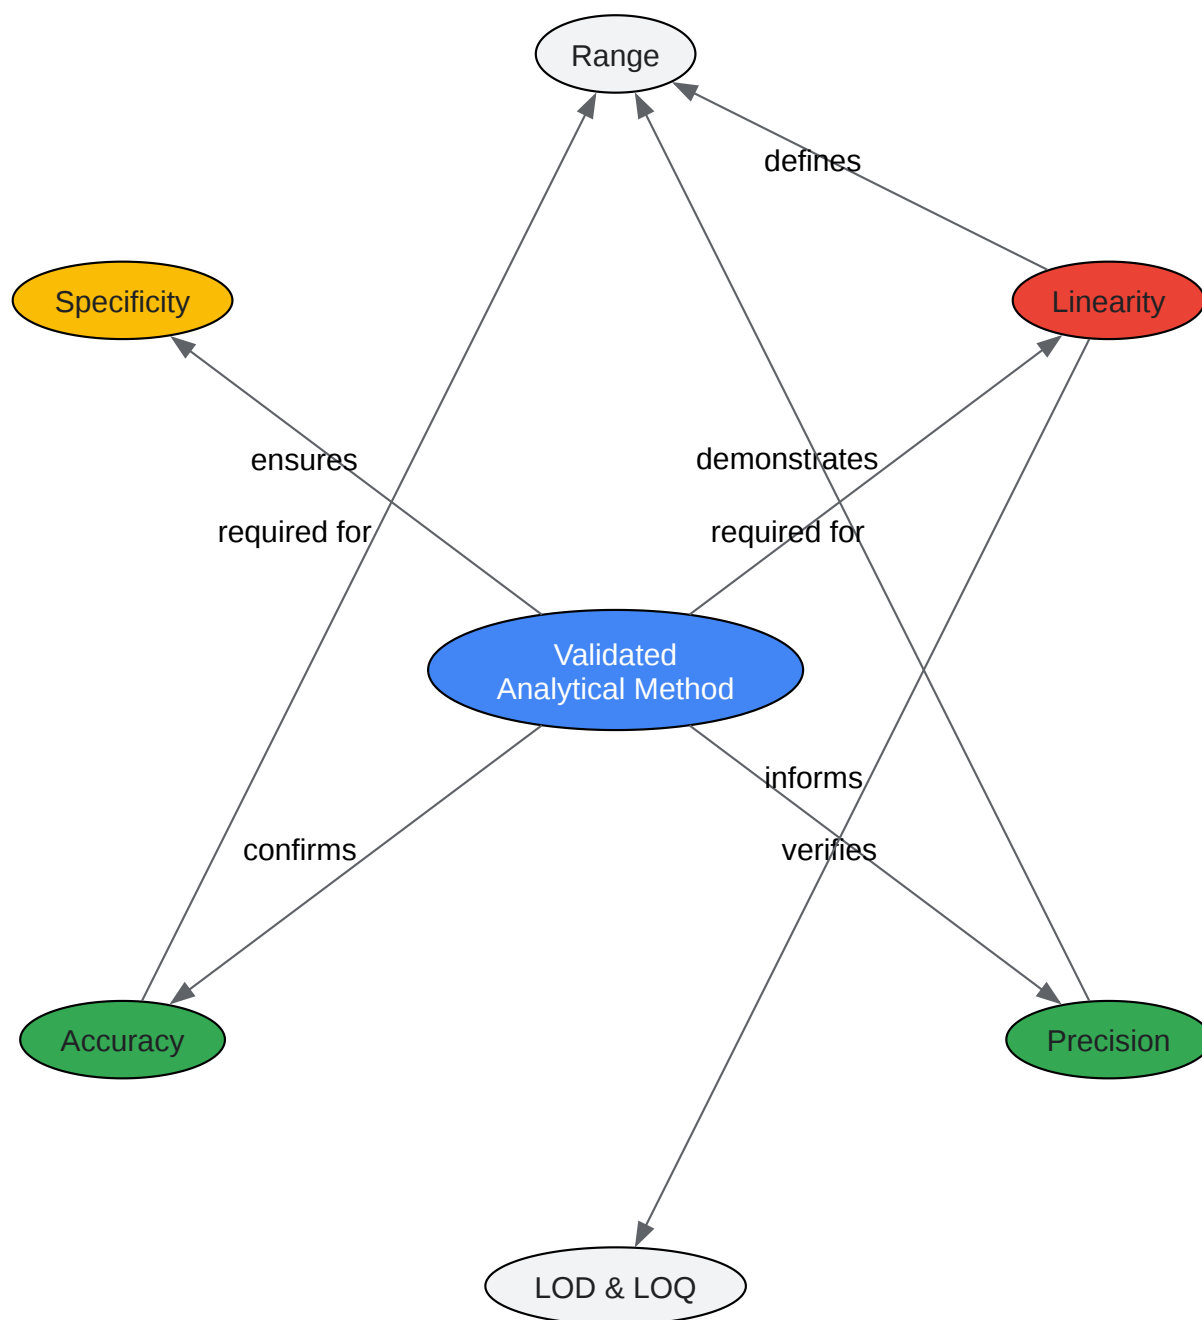 Range
defines
Specificity
Linearity
ensures
demonstrates
required for
required for
Validated
Analytical Method
informs
confirms
verifies
Accuracy
Precision
LOD & LOQ